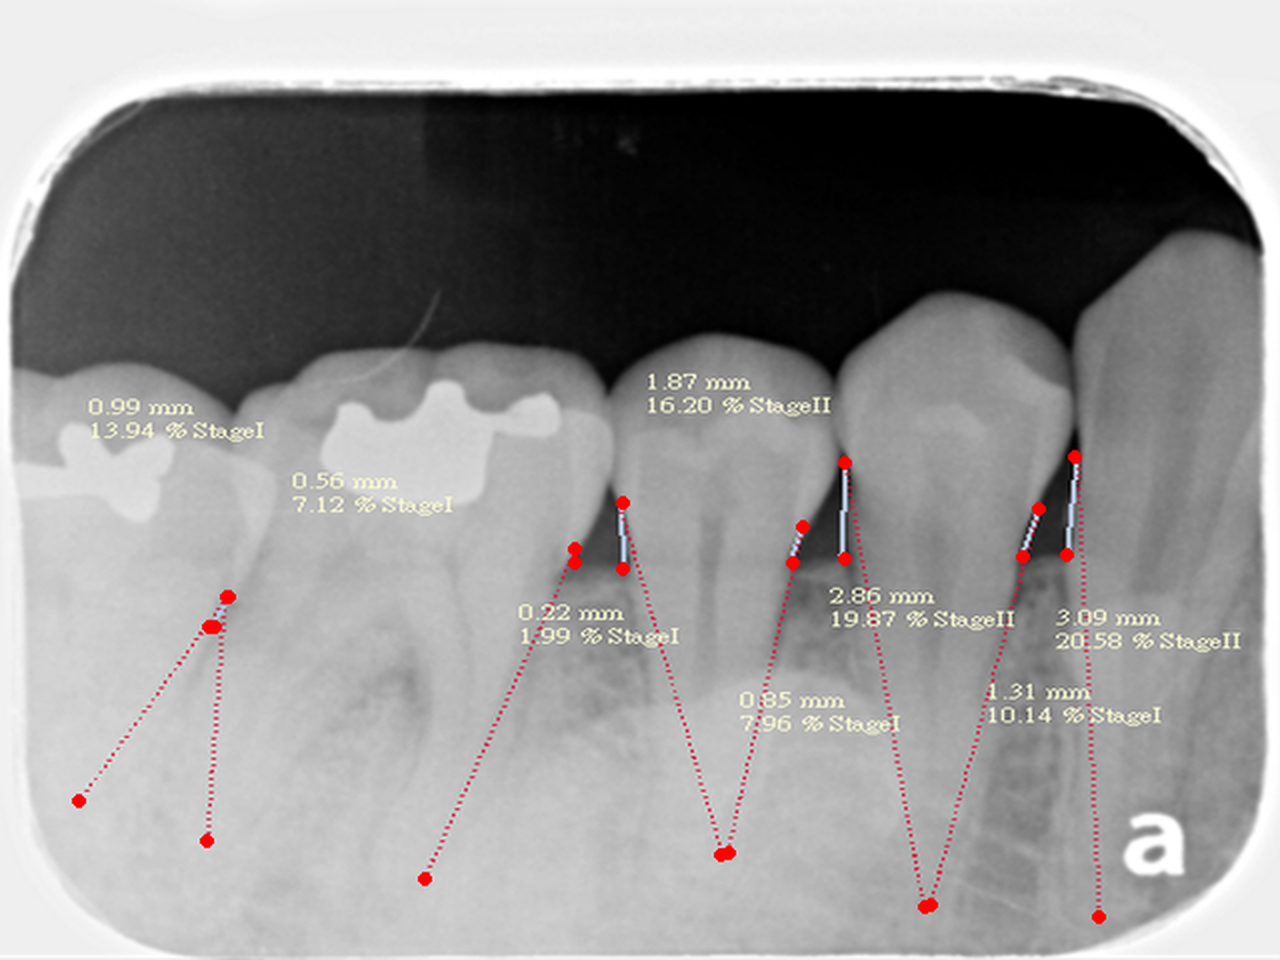 1.87 mm
16.20 % StageII
0.99 mm
13.94 % StageI
0.56 mm
7.12 % StageI
2.86 mm
19.87 % StageII
0.22 mm
1.99 % StageI
3.09 mm
20.58 % StageII
1.31 mm
10.14 % StageI
0.85 mm
7.96 % StageI
a